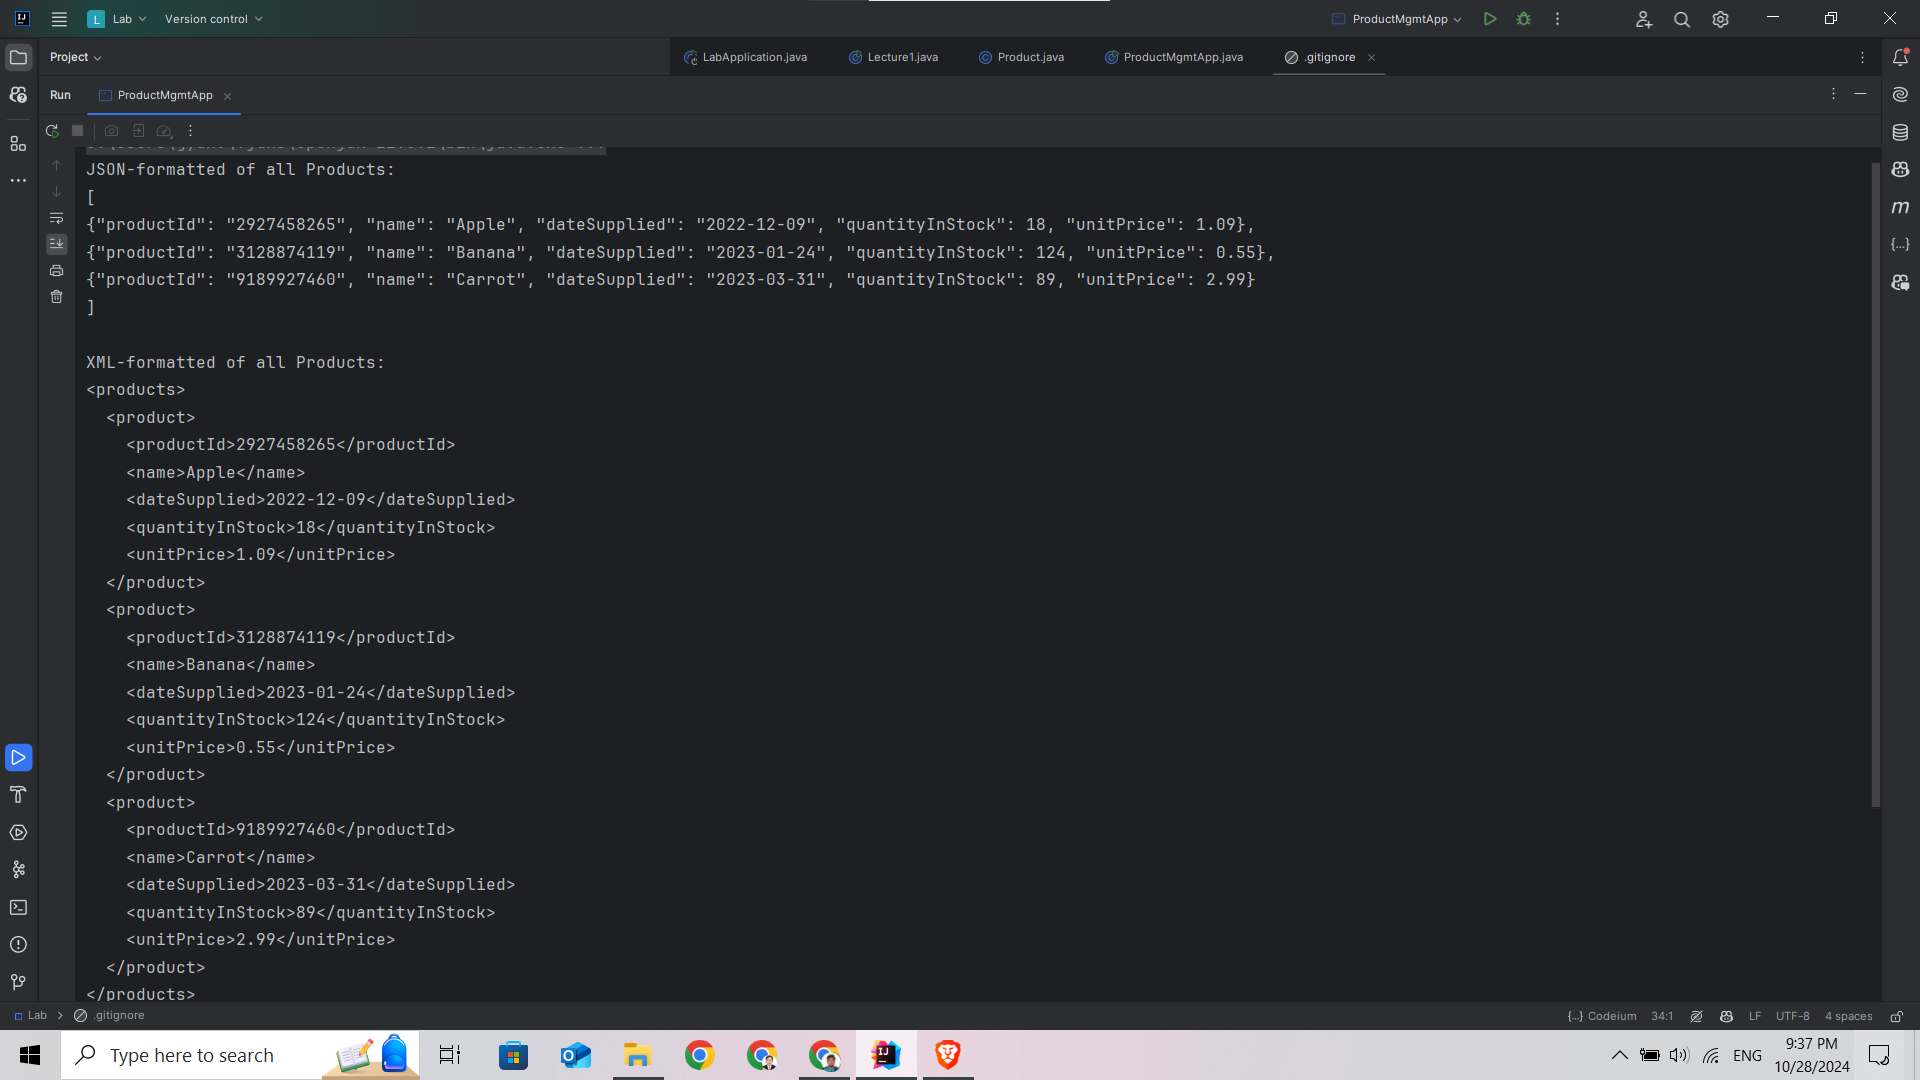 L Lab Version control ProductMgmtApp
Project LabApplication.java Lecture1.java Product.java ProductMgmtApp.java .gitignore
Run ProductMgmtApp
JSON-formatted of all Products:
[
{"productId": "2927458265", "name": "Apple", "dateSupplied": "2022-12-09", "quantityInStock": 18, "unitPrice": 1.09},
{"productId": "3128874119", "name": "Banana", "dateSupplied": "2023-01-24", "quantityInStock": 124, "unitPrice": 0.55},
{"productId": "9189927460", "name": "Carrot", "dateSupplied": "2023-03-31", "quantityInStock": 89, "unitPrice": 2.99}
]
XML-formatted of all Products:
<products>
<product>
<productId>2927458265</productId>
<name>Apple</name>
<dateSupplied>2022-12-09</dateSupplied>
<quantityInStock>18</quantityInStock>
<unitPrice>1.09</unitPrice>
</product>
<product>
<productId>3128874119</productId>
<name>Banana</name>
<dateSupplied>2023-01-24</dateSupplied>
<quantityInStock>124</quantityInStock>
<unitPrice>0.55</unitPrice>
</product>
<product>
<productId>9189927460</productId>
<name>Carrot</name>
<dateSupplied>2023-03-31</dateSupplied>
<quantityInStock>89</quantityInStock>
<unitPrice>2.99</unitPrice>
</product>
</products>
Lab > .gitignore {...} Codeium 34:1 LF UTF-8 4 spaces
Type here to search ENG 9:37 PM
10/28/2024